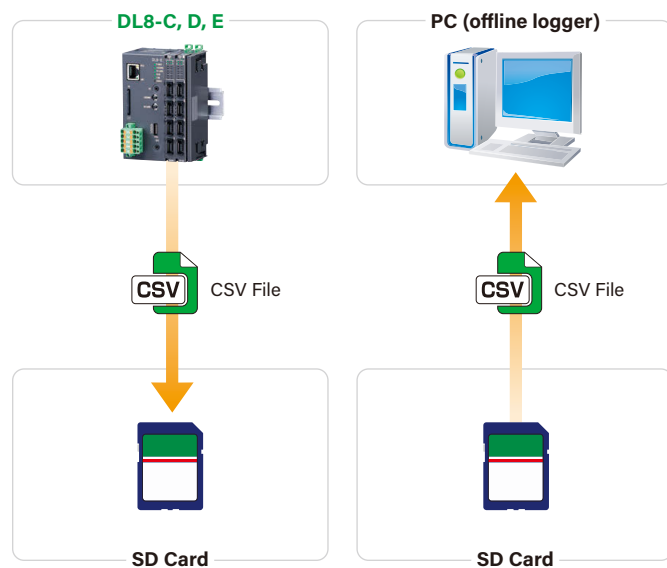 DL8-C, D, E
PC (offline logger)
CSV
CSV File
CSV
CSV File
SD Card
SD Card